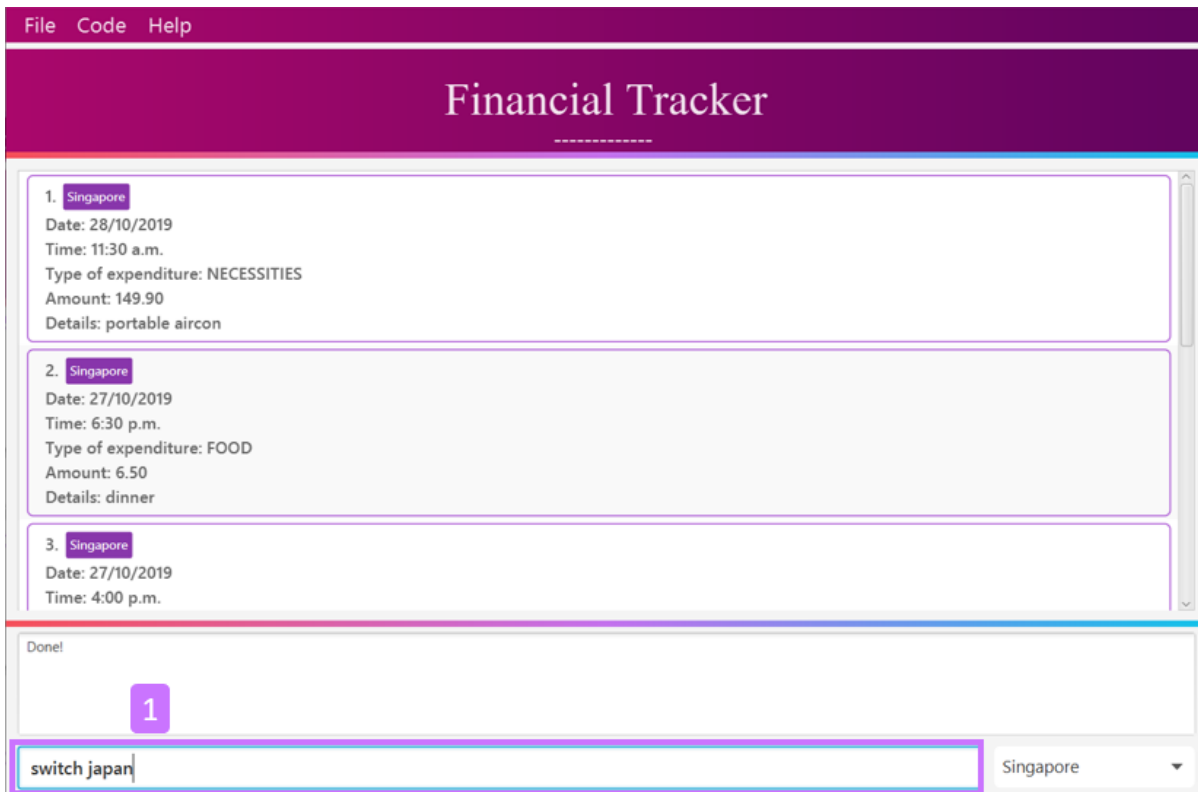 File Code Help
Financial Tracker
-------------
1. Singapore
Date: 28/10/2019
Time: 11:30 a.m.
Type of expenditure: NECESSITIES
Amount: 149.90
Details: portable aircon
2. Singapore
Date: 27/10/2019
Time: 6:30 p.m.
Type of expenditure: FOOD
Amount: 6.50
Details: dinner
3. Singapore
Date: 27/10/2019
Time: 4:00 p.m.
Done!
1
switch japan
Singapore